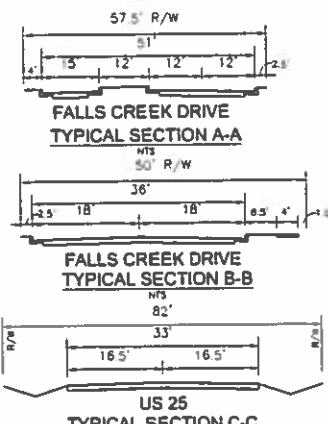 57.5' R/W
51'
4' 15' 12' 12' 12' 2.5'
FALLS CREEK DRIVE
TYPICAL SECTION A-A
NTS
50' R/W
36'
2.5' 18' 18' 6.5' 4'
FALLS CREEK DRIVE
TYPICAL SECTION B-B
NTS
82'
R/W 33' R/W
16.5' 16.5'
US 25
TYPICAL SECTION C-C